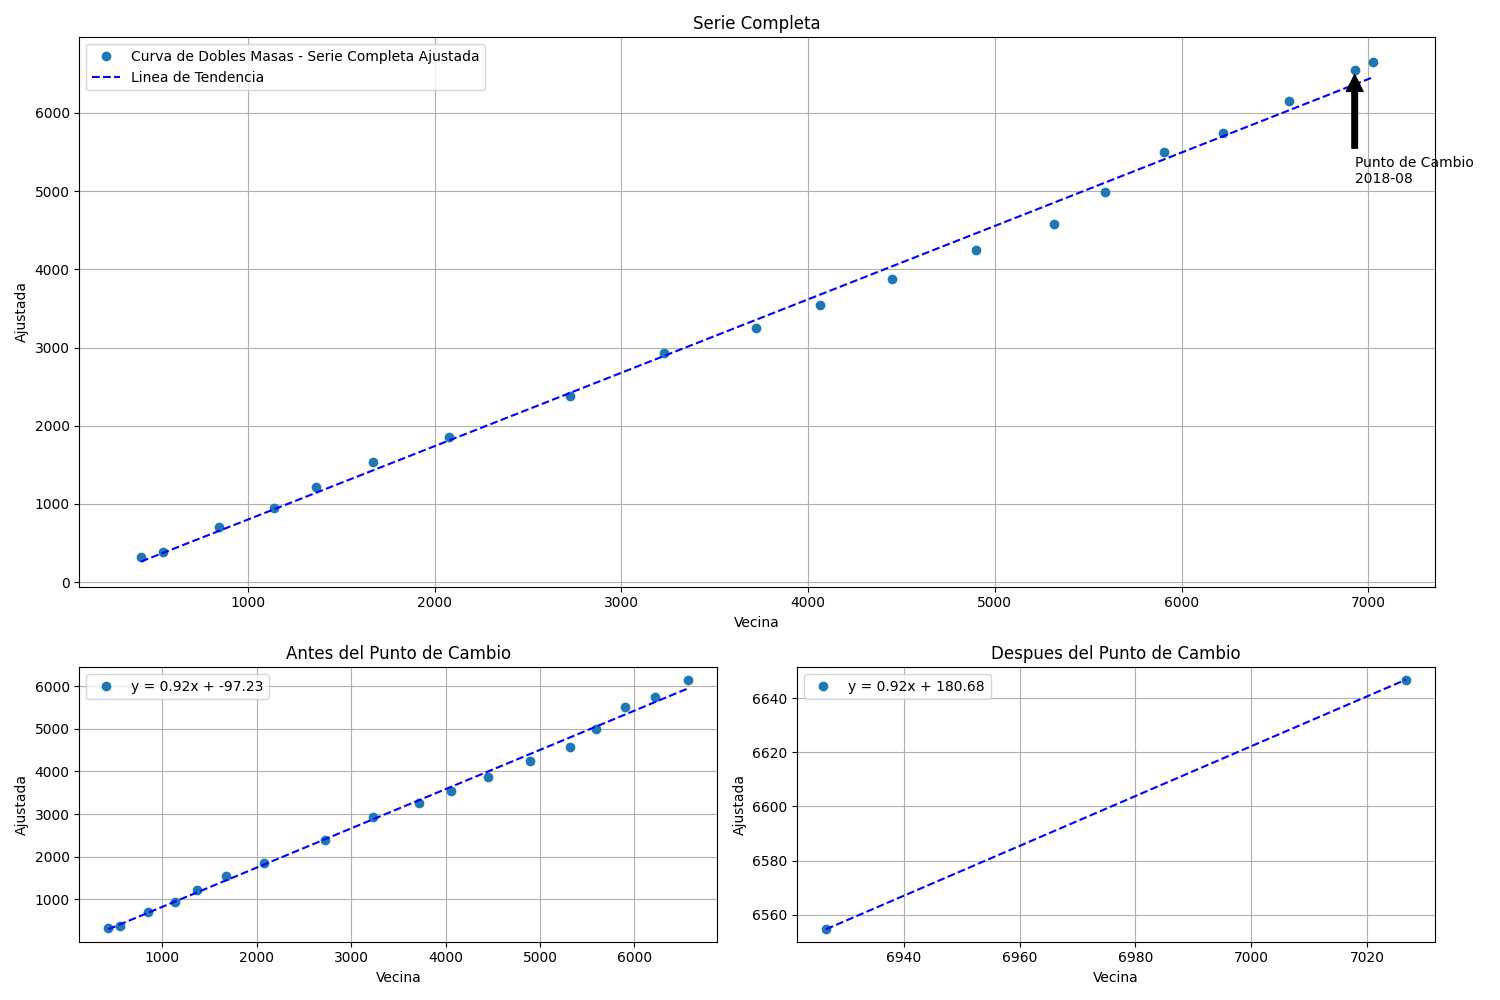 Serie Completa
Curva de Dobles Masas - Serie Completa Ajustada
Linea de Tendencia
Punto de Cambio
2018-08
6000
5000
4000
3000
2000
1000
0
Ajustada
1000 2000 3000 4000 5000 6000 7000
Vecina
Antes del Punto de Cambio
y = 0.92x + -97.23
6000
5000
4000
3000
2000
1000
Ajustada
1000 2000 3000 4000 5000 6000
Vecina
Despues del Punto de Cambio
y = 0.92x + 180.68
6640
6620
6600
6580
6560
Ajustada
6940 6960 6980 7000 7020
Vecina